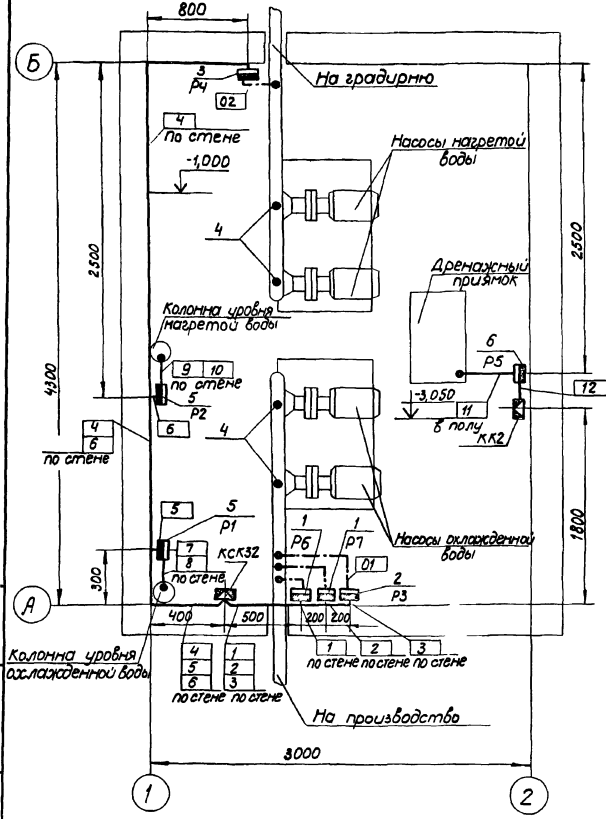 800
Б
3
Р4
02
На градирню
4
по стене
-1,000
Насосы нагретой
воды
2500
2500
4
Дренажный
приямок
Колонна уровня
нагретой воды
6
Р5
9 10
по стене
5
Р2
6
4300
-3,050
11
в полу
12
КК2
4
6
по стене
4
5
5
Р1
1
Р6
1
Р7
Насосы охлажденной
воды
1800
7
8
по стене
КСК32
01
2
Р3
300
А
400
500
200
200
Колонна уровня
охлажденной воды
4
5
6
по стене
1
2
3
по стене
1
по стене
2
по стене
3
по стене
На производство
3000
1
2